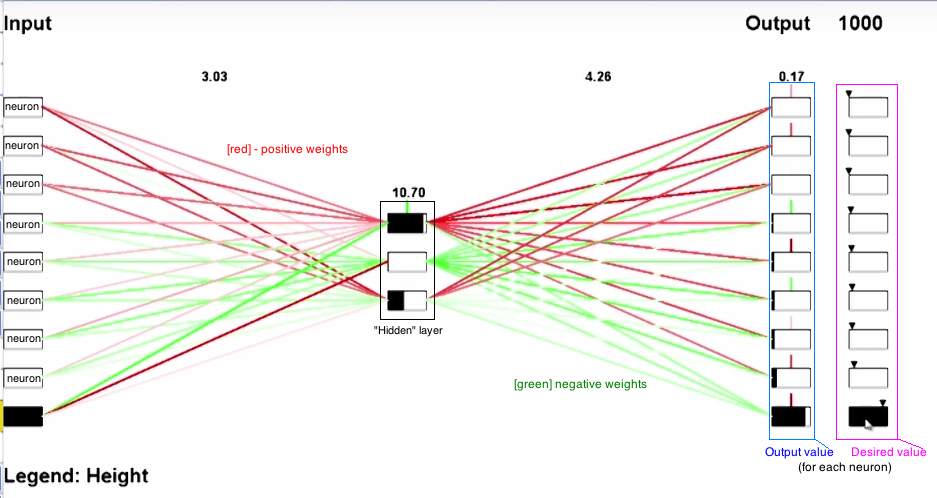 Input
Output
1000
3.03
4.26
0.17
neuron
neuron
neuron
neuron
neuron
neuron
neuron
neuron
[red] - positive weights
10.70
"Hidden" layer
[green] negative weights
Output value
Desired value
(for each neuron)
Legend: Height